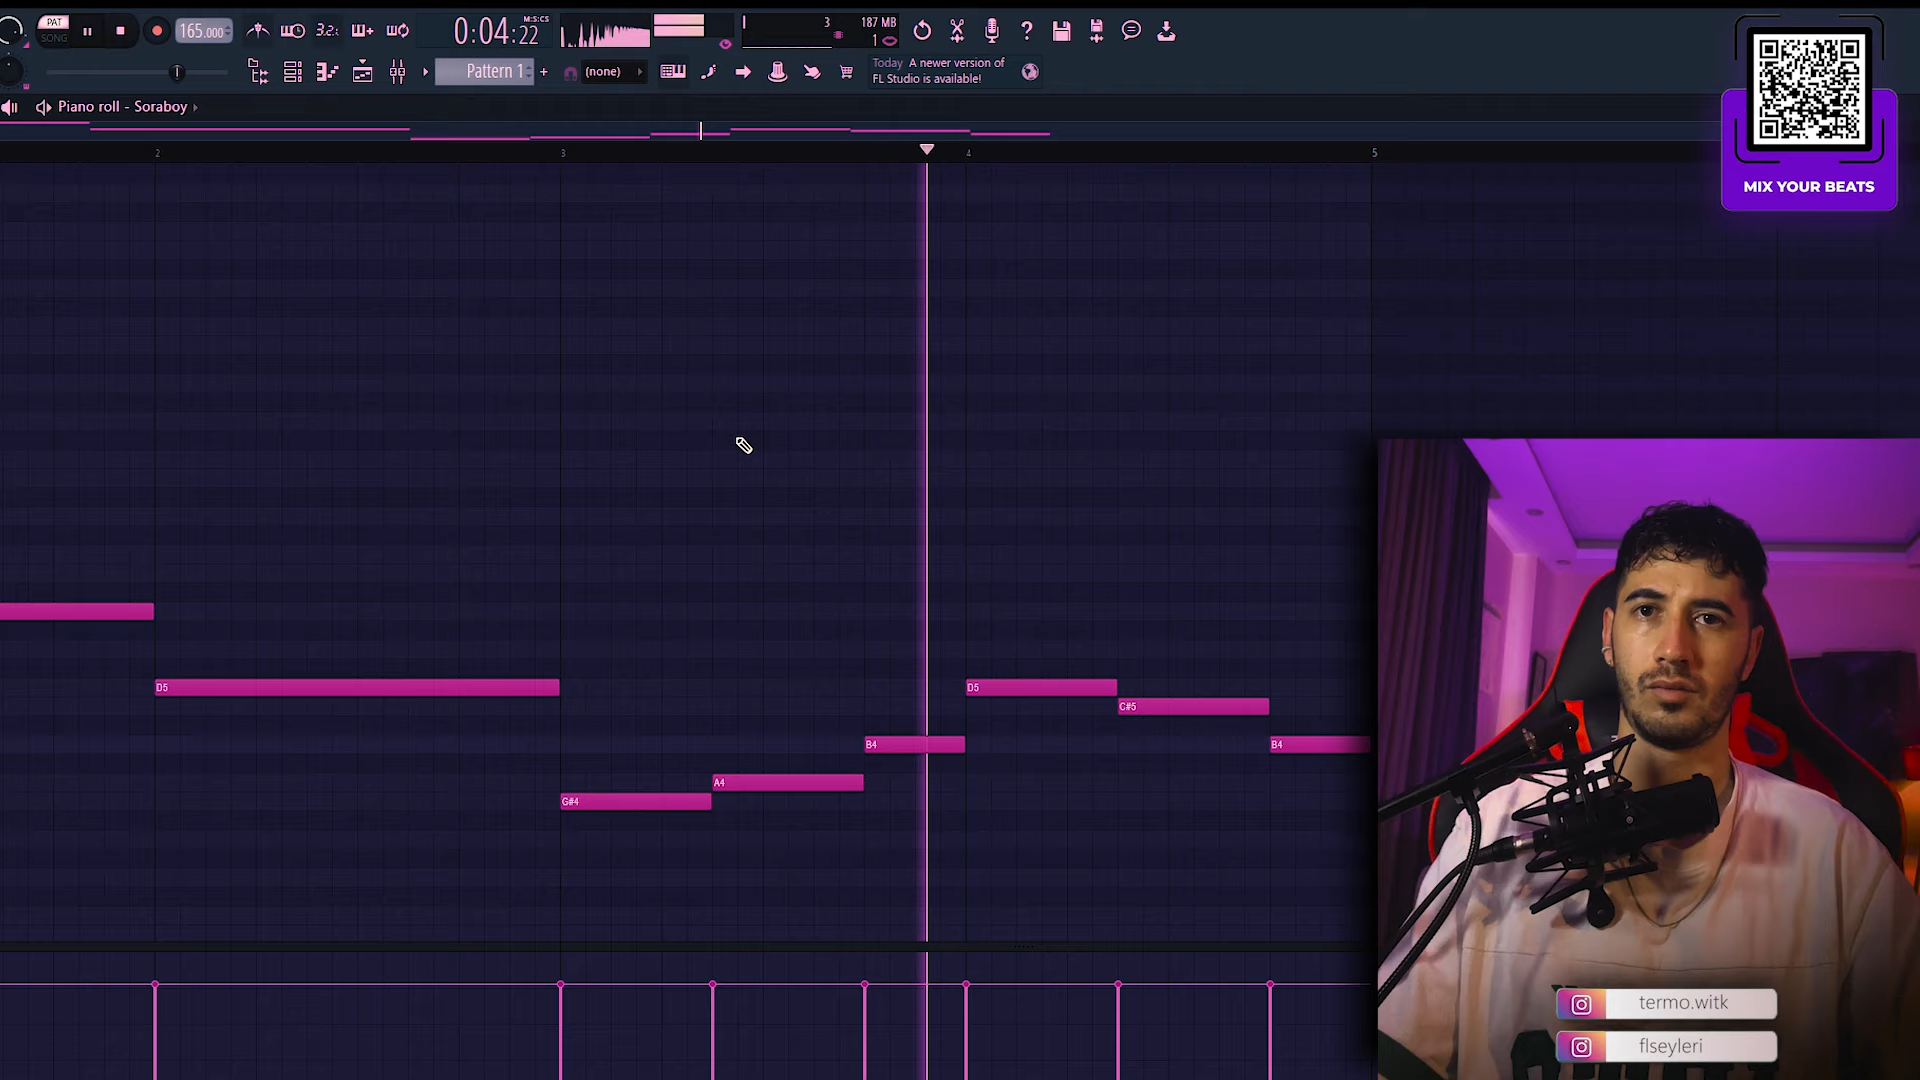 PAT
SONG
165.000
3.2
0:04:22
M:S:CS
3
187 MB
1
Pattern 1
+
(none)
Today A newer version of
FL Studio is available!
MIX YOUR BEATS
Piano roll - Soraboy
2
3
4
5
D5
D5
C#5
B4
B4
A4
G#4
termo.witk
flseyleri